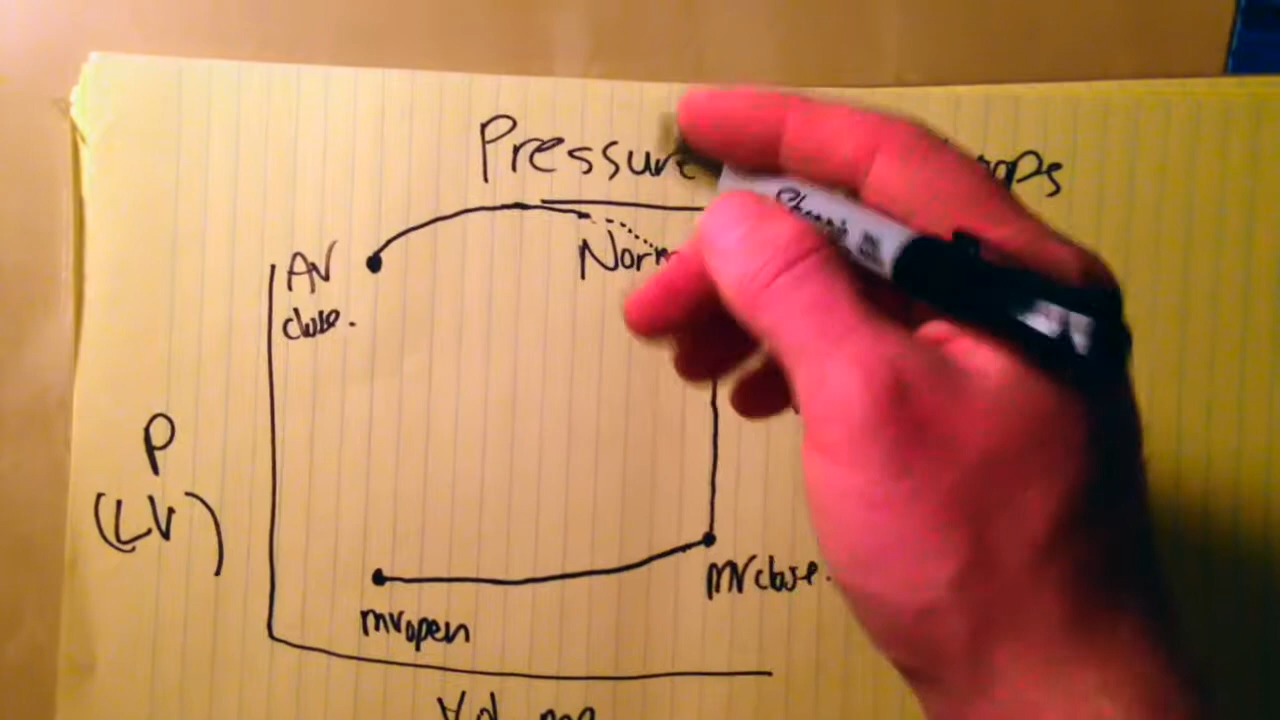 Pressure
Norm
AV
close.
P
(LV)
MV close.
mv open